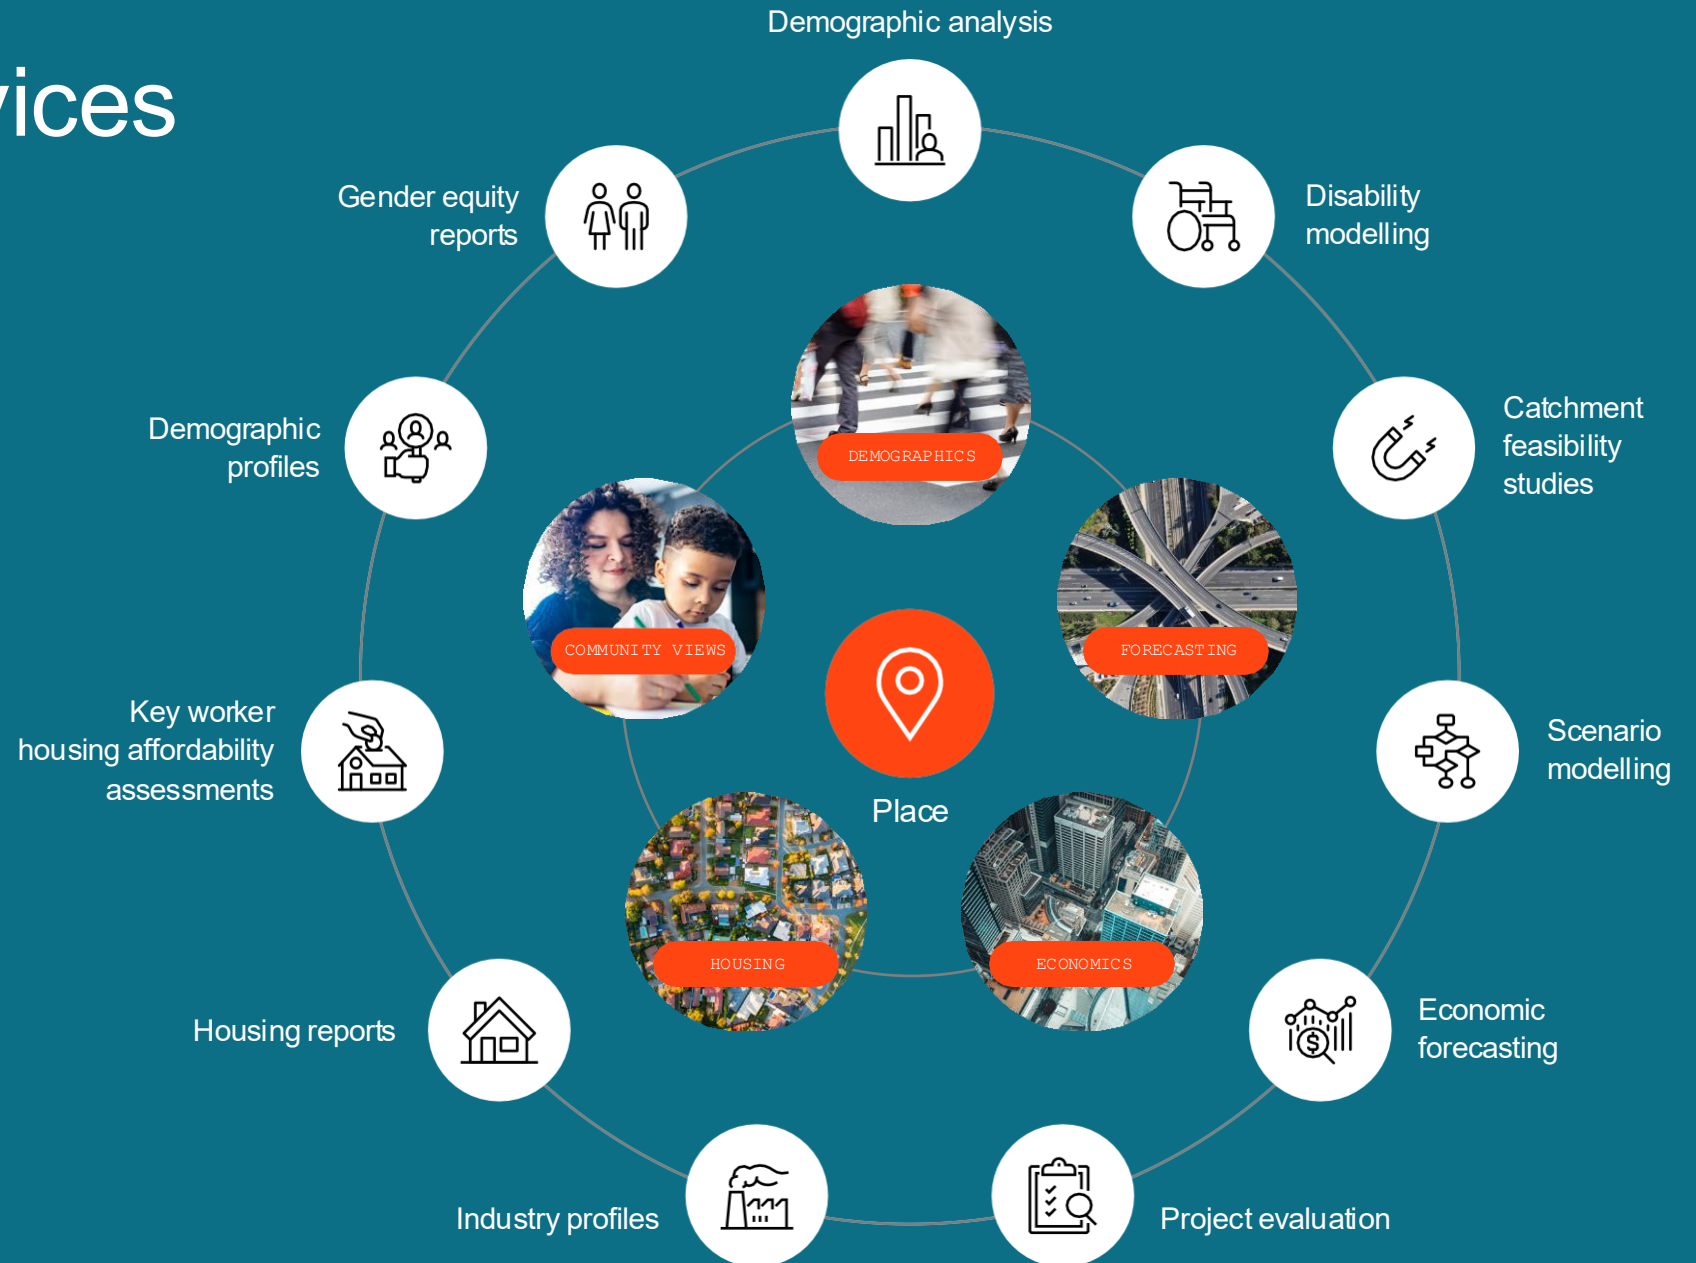 Demographic analysis
vices
Gender equity
reports
Disability
modelling
Demographic
profiles
Catchment
feasibility
studies
DEMOGRAPHICS
COMMUNITY VIEWS
FORECASTING
Key worker
housing affordability
assessments
Scenario
modelling
Place
HOUSING
ECONOMICS
Housing reports
Economic
forecasting
$
Industry profiles
Project evaluation